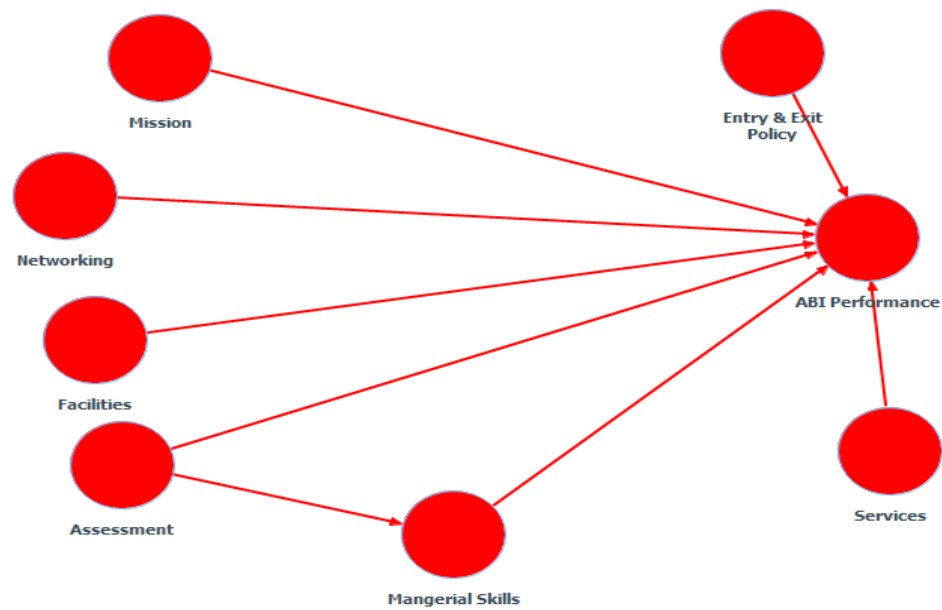 Mission
Entry & Exit
Policy
Networking
ABI Performance
Facilities
Assessment
Services
Mangerial Skills